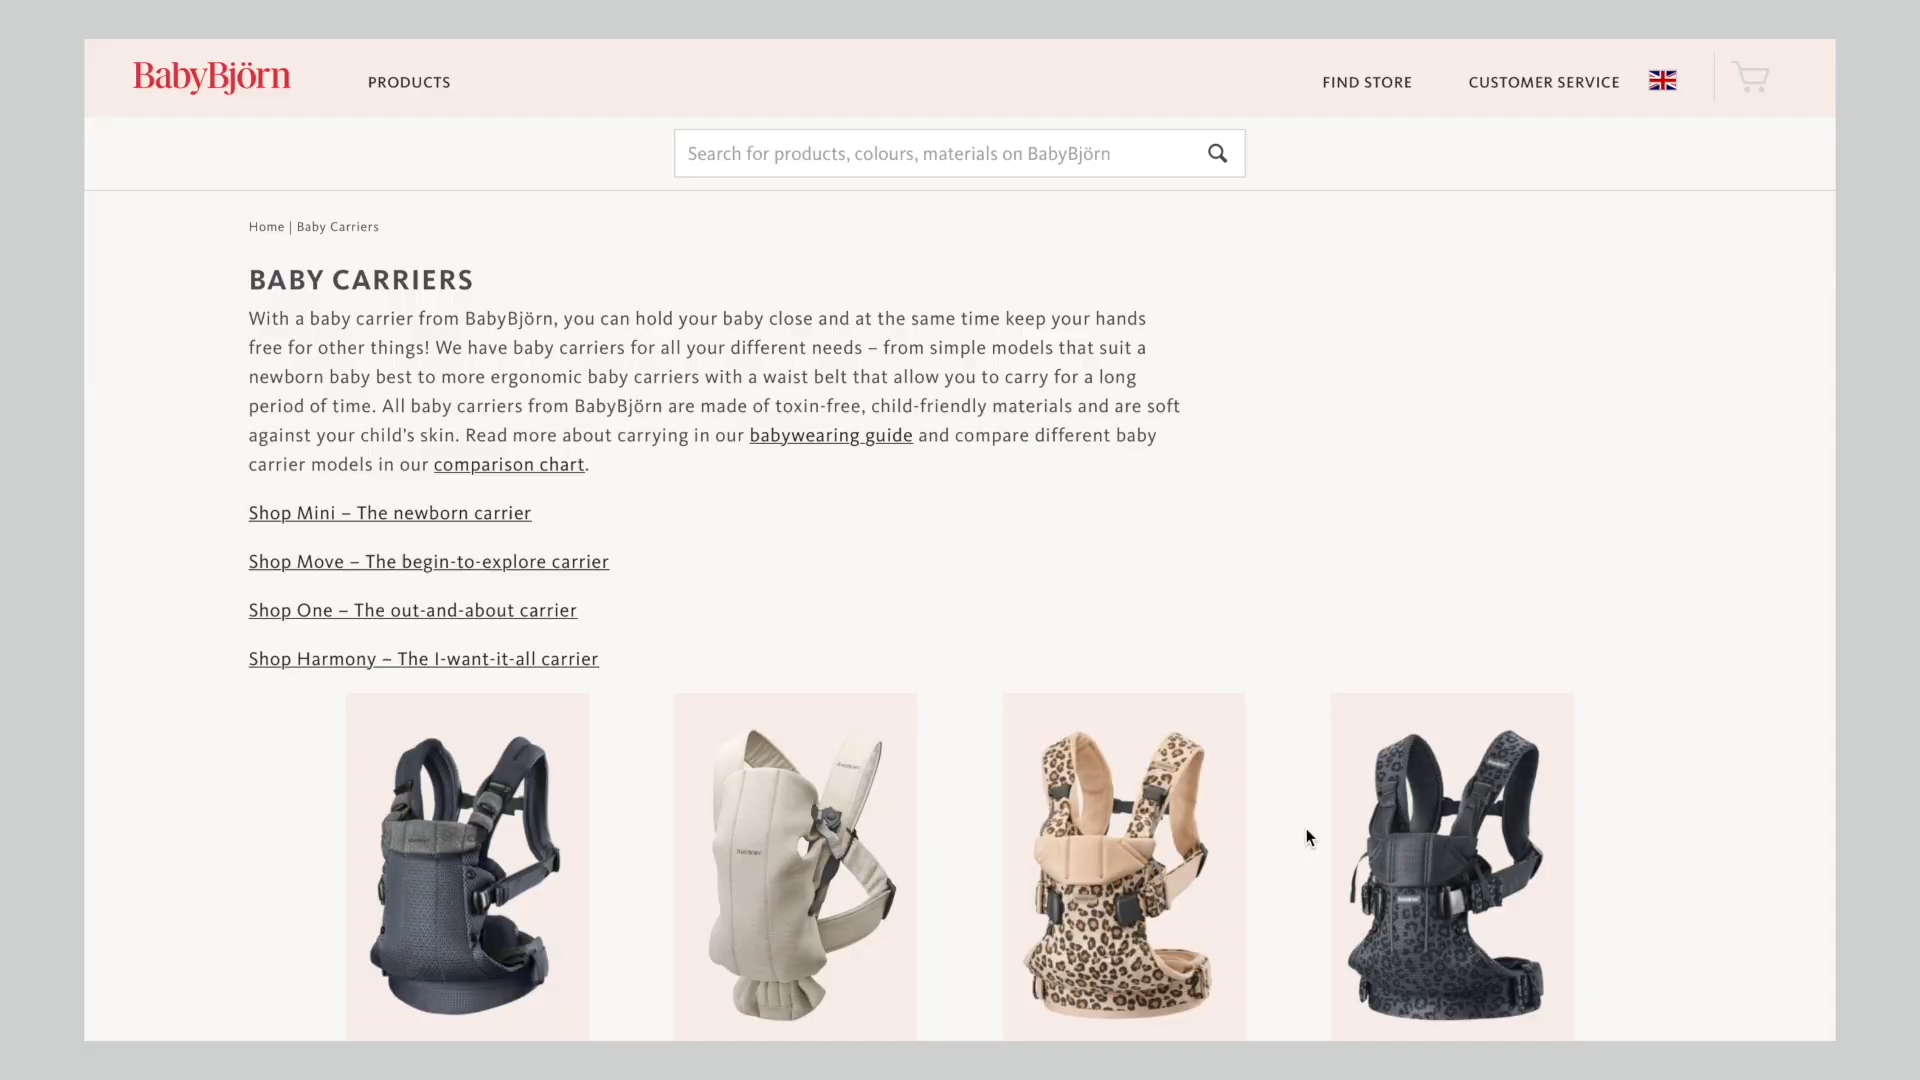 BabyBjörn
PRODUCTS
FIND STORE
CUSTOMER SERVICE
Search for products, colours, materials on BabyBjörn
Home | Baby Carriers
BABY CARRIERS
With a baby carrier from BabyBjörn, you can hold your baby close and at the same time keep your hands
free for other things! We have baby carriers for all your different needs – from simple models that suit a
newborn baby best to more ergonomic baby carriers with a waist belt that allow you to carry for a long
period of time. All baby carriers from BabyBjörn are made of toxin-free, child-friendly materials and are soft
against your child’s skin. Read more about carrying in our babywearing guide and compare different baby
carrier models in our comparison chart.
Shop Mini – The newborn carrier
Shop Move – The begin-to-explore carrier
Shop One – The out-and-about carrier
Shop Harmony – The I-want-it-all carrier